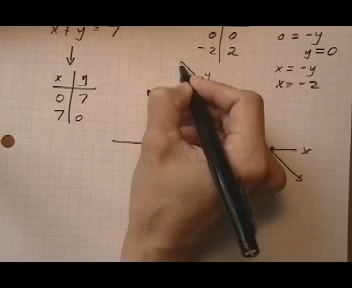 x + y = 7
x y
0 7
7 0
0 0
-2 2
0 = -y
y = 0
x = -y
x = -2
y
x